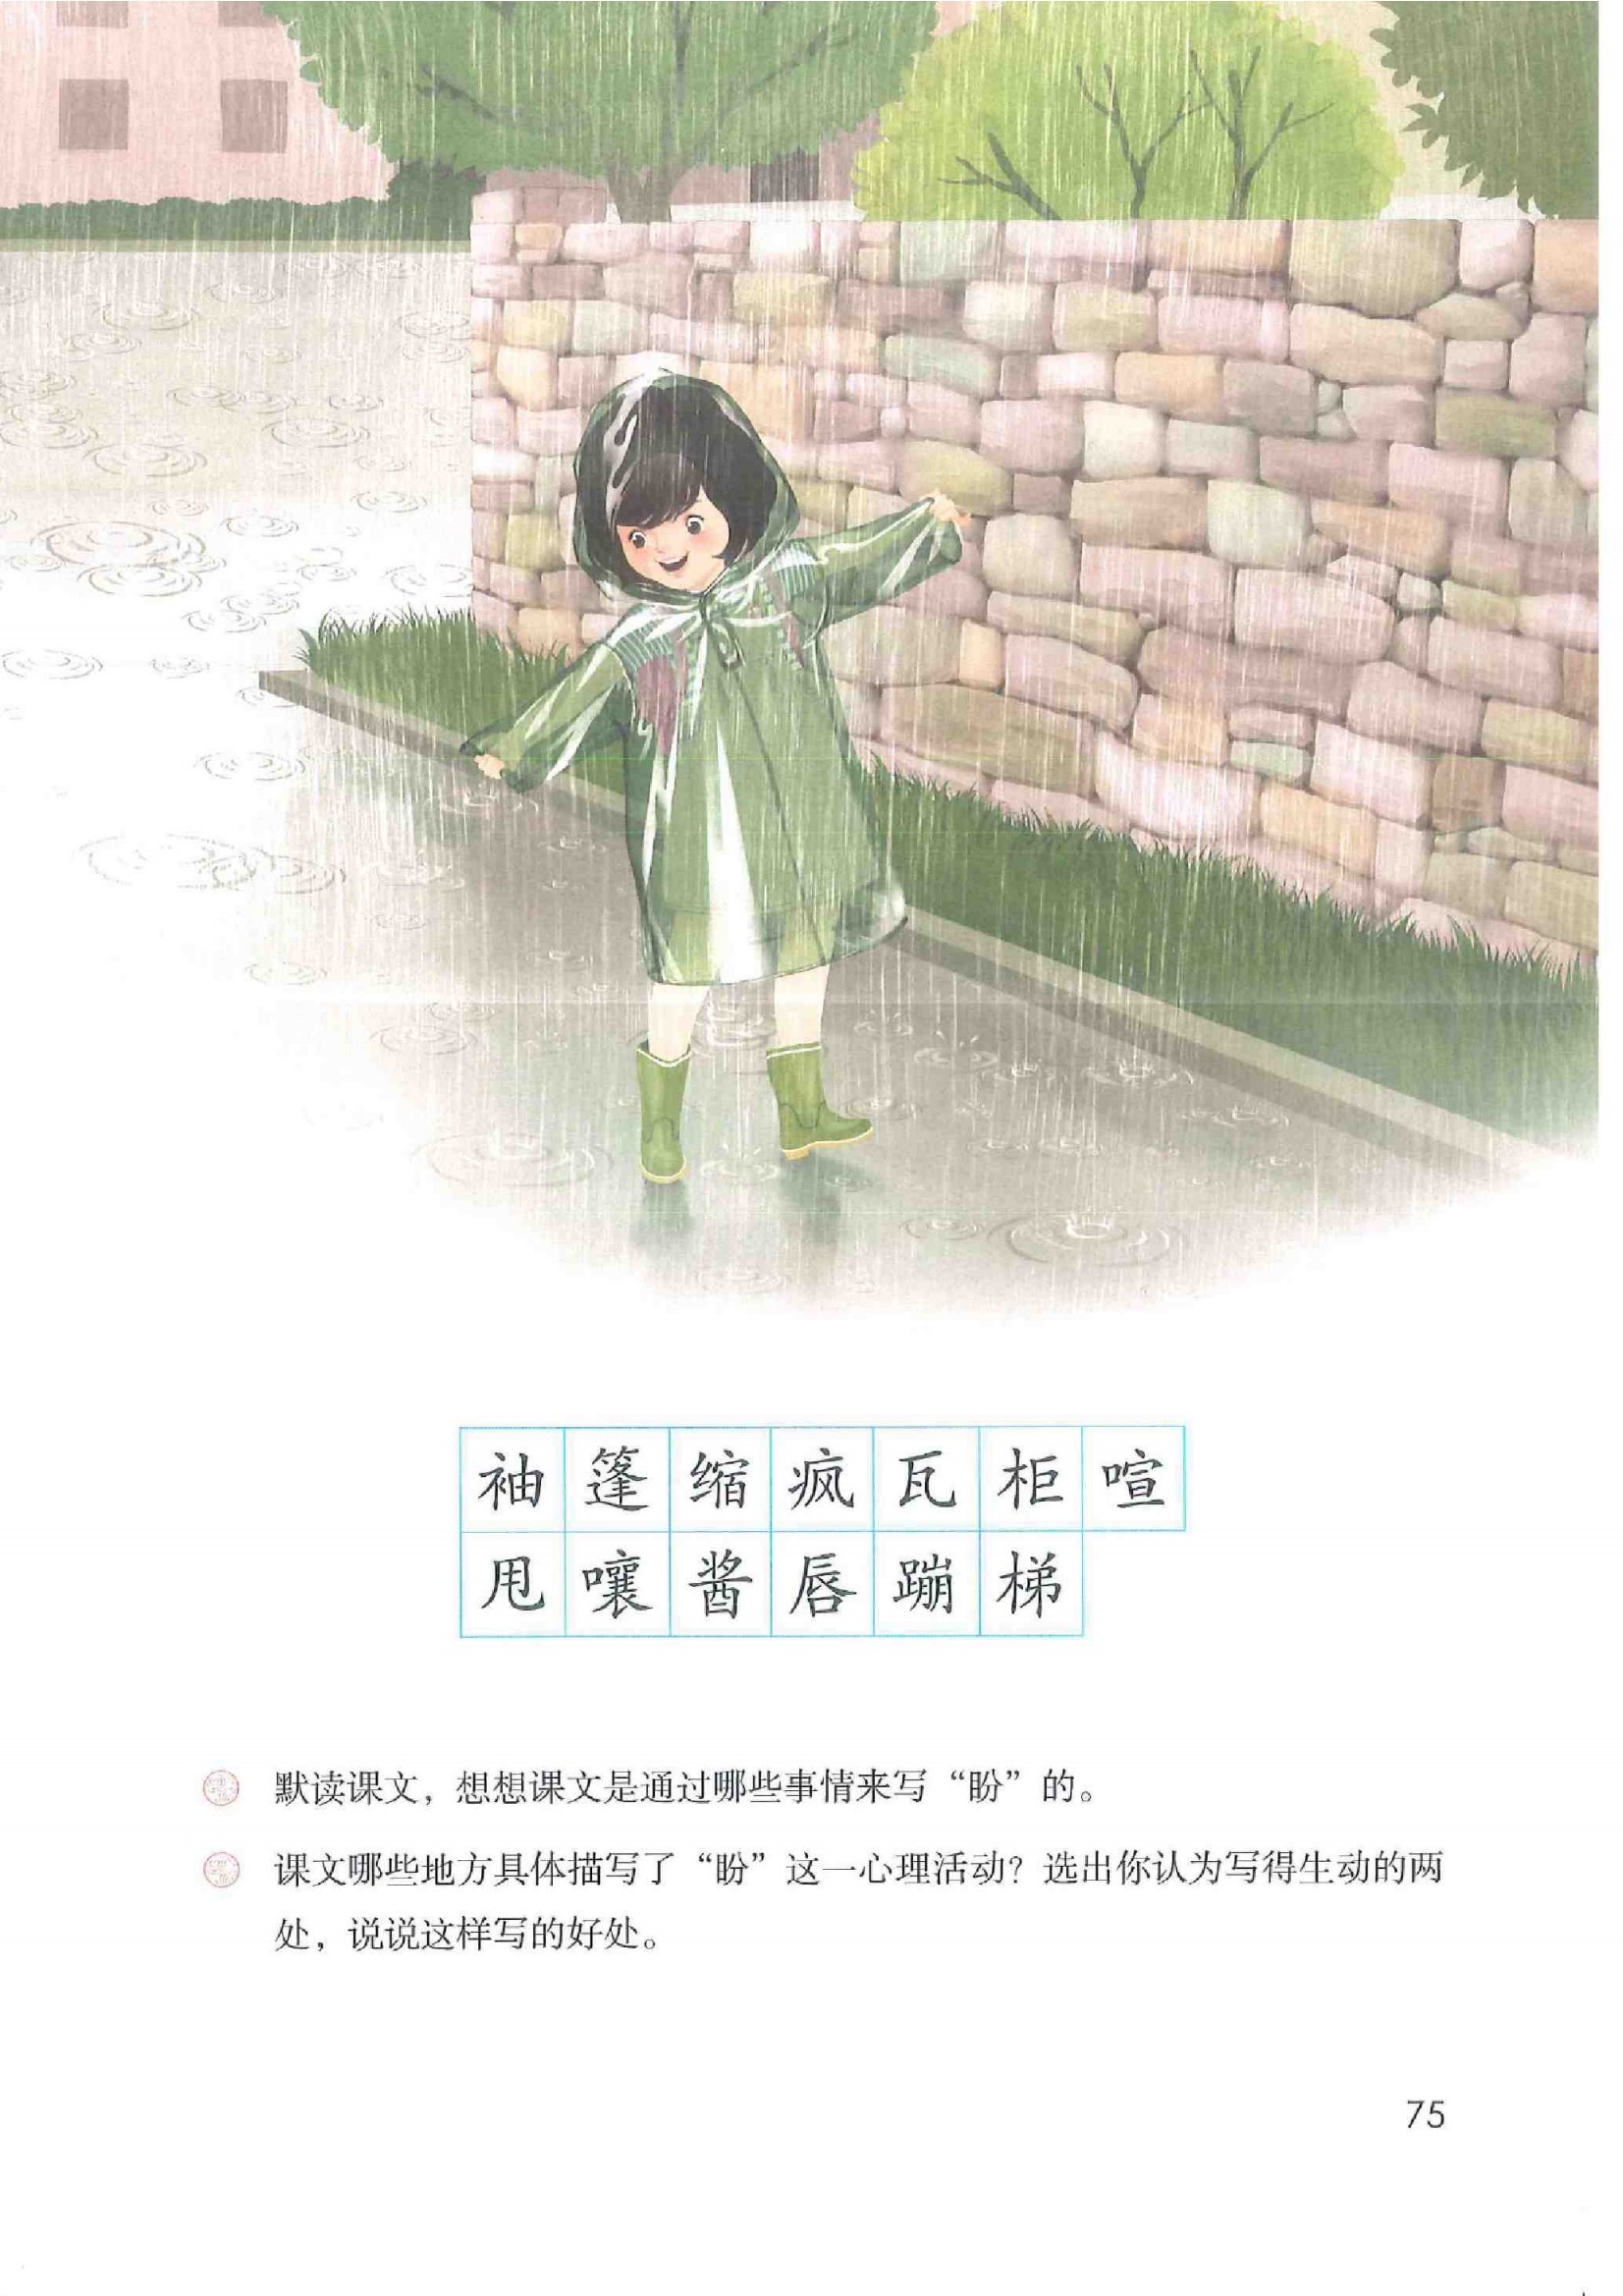 袖篷缩疯瓦柜喧
甩嚷酱唇蹦梯
默读课文，想想课文是通过哪些事情来写“盼”的。
课文哪些地方具体描写了“盼”这一心理活动？选出你认为写得生动的两
处，说说这样写的好处。
75